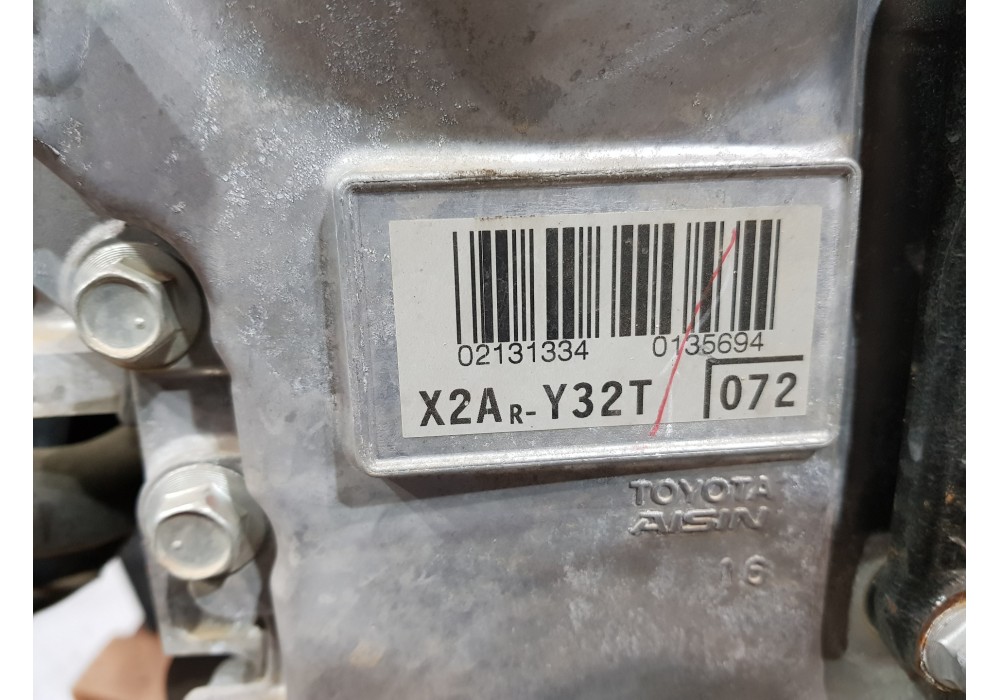 02131334 0135694
X2AR-Y32T 072
TOYOTA
AISIN
16